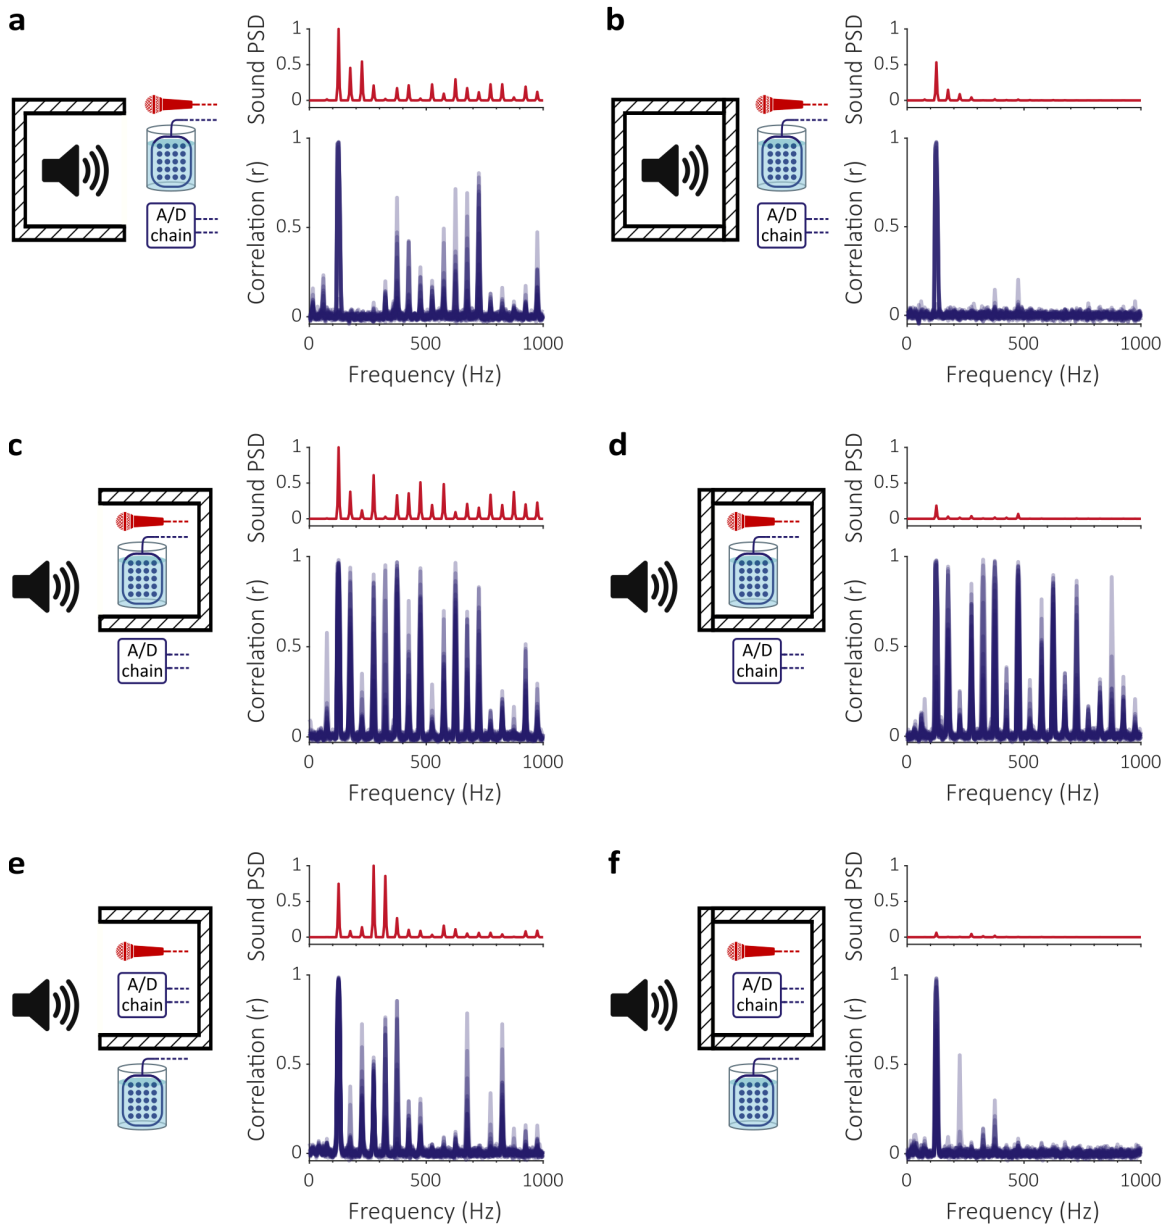 a
Sound PSD
1
0.5
0
A/D
chain
Correlation (r)
1
0.5
0
0
500
1000
Frequency (Hz)
b
Sound PSD
1
0.5
0
A/D
chain
Correlation (r)
1
0.5
0
0
500
1000
Frequency (Hz)
c
Sound PSD
1
0.5
0
A/D
chain
Correlation (r)
1
0.5
0
0
500
1000
Frequency (Hz)
d
Sound PSD
1
0.5
0
A/D
chain
Correlation (r)
1
0.5
0
0
500
1000
Frequency (Hz)
e
Sound PSD
1
0.5
0
A/D
chain
Correlation (r)
1
0.5
0
0
500
1000
Frequency (Hz)
f
Sound PSD
1
0.5
0
A/D
chain
Correlation (r)
1
0.5
0
0
500
1000
Frequency (Hz)